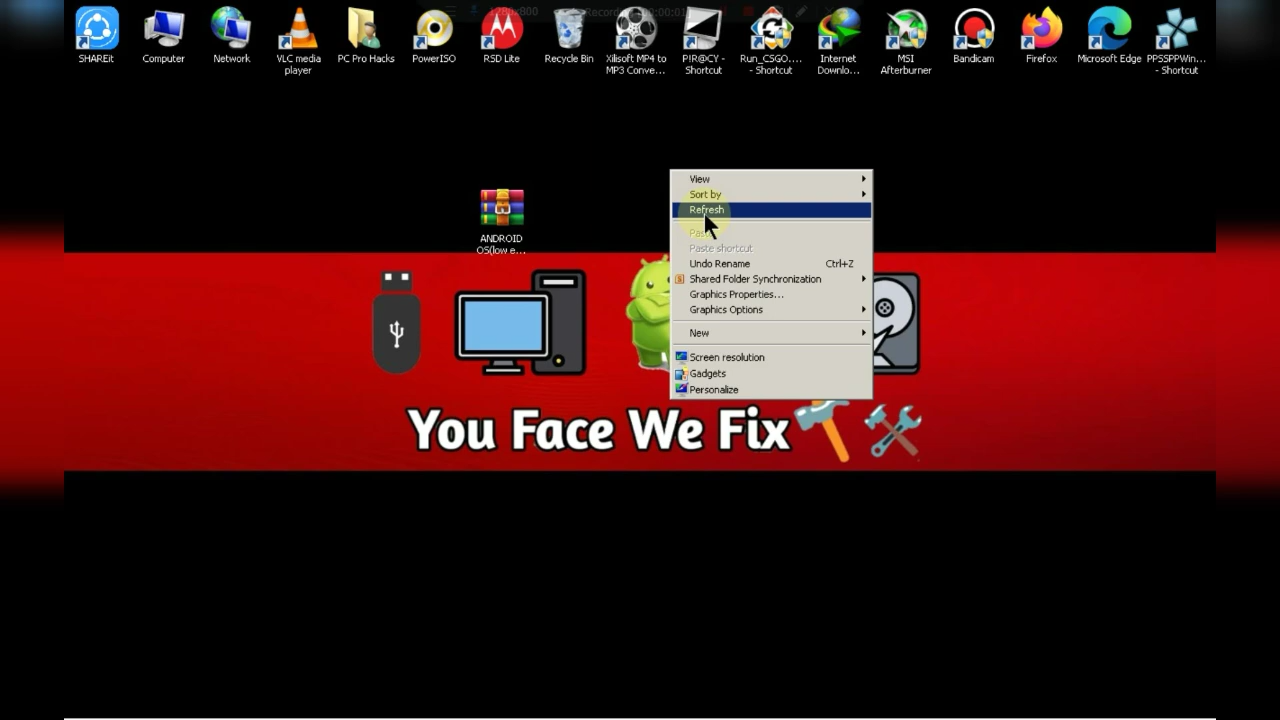 SHAREit
Computer
Network
VLC media
player
PC Pro Hacks
PowerISO
RSD Lite
Recycle Bin
Xilisoft MP4 to
MP3 Conve...
P!R@CY -
Shortcut
Run_CSGO....
- Shortcut
Internet
Downlo...
MSI
Afterburner
Bandicam
Firefox
Microsoft Edge
PPSSPPWin...
- Shortcut
ANDROID
OS(low e...
View
Sort by
Refresh
Paste shortcut
Undo Rename Ctrl+Z
Shared Folder Synchronization
Graphics Properties...
Graphics Options
New
Screen resolution
Gadgets
Personalize
You Face We Fix